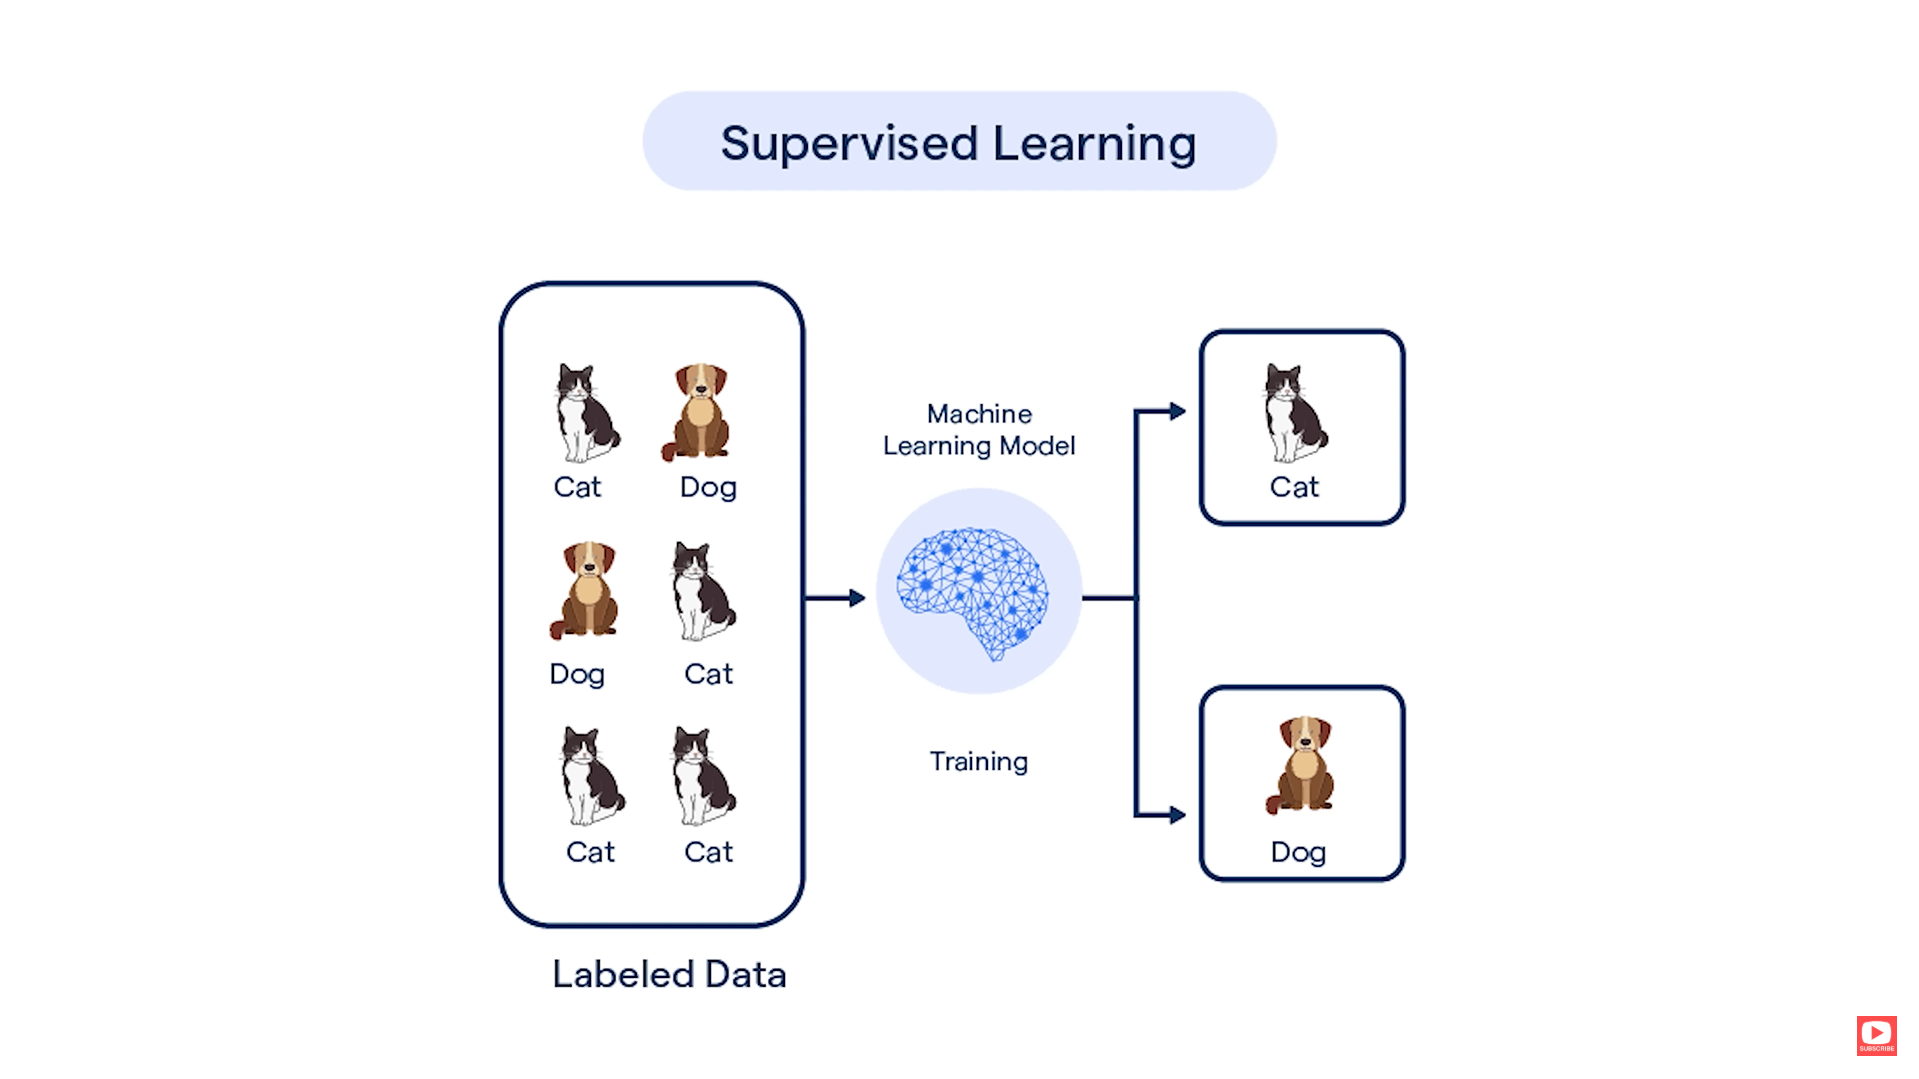 Supervised Learning
Cat Dog
Dog Cat
Cat Cat
Labeled Data
Machine
Learning Model
Training
Cat
Dog
SUBSCRIBE